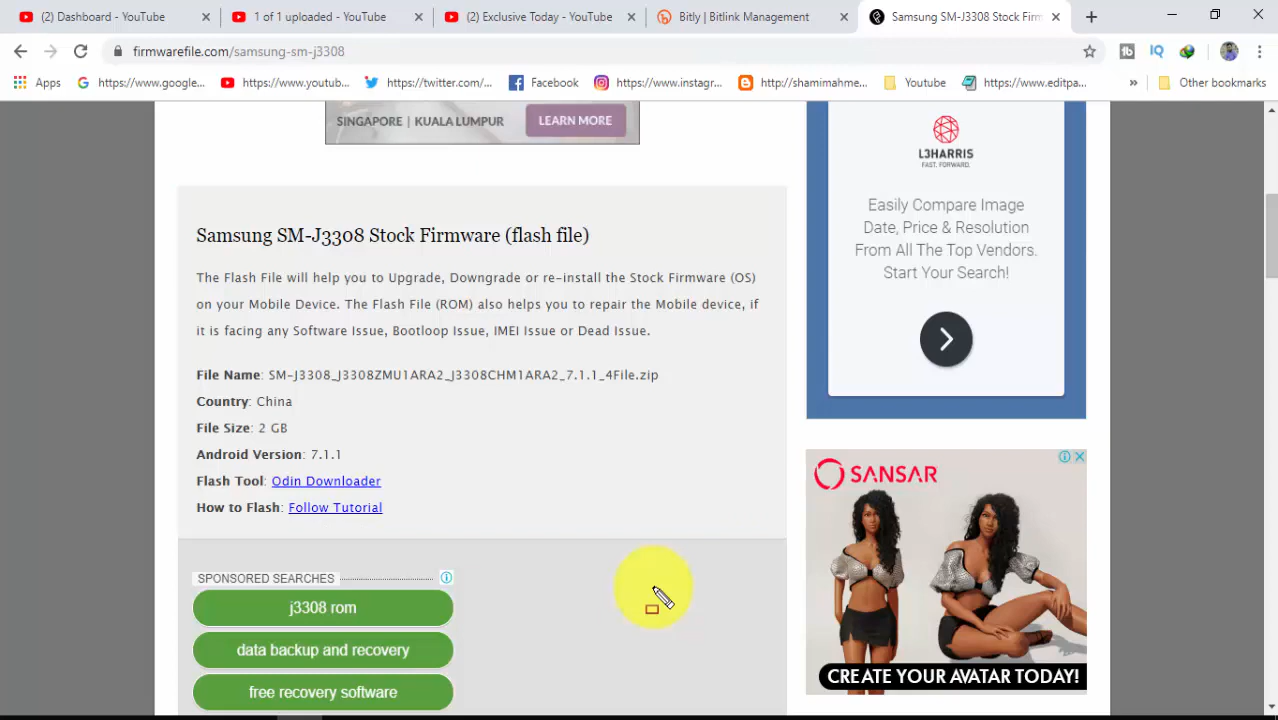 (2) Dashboard - YouTube
1 of 1 uploaded - YouTube
(2) Exclusive Today - YouTube
Bitly | Bitlink Management
Samsung SM-J3308 Stock Firm
firmwarefile.com/samsung-sm-j3308
Apps
https://www.google...
https://www.youtub...
https://twitter.com/...
Facebook
https://www.instagr...
http://shamimahme...
Youtube
https://www.editpa...
»
Other bookmarks
SINGAPORE | KUALA LUMPUR
LEARN MORE
L3HARRIS
FAST. FORWARD.
Easily Compare Image
Date, Price & Resolution
From All The Top Vendors.
Start Your Search!
Samsung SM-J3308 Stock Firmware (flash file)
The Flash File will help you to Upgrade, Downgrade or re-install the Stock Firmware (OS)
on your Mobile Device. The Flash File (ROM) also helps you to repair the Mobile device, if
it is facing any Software Issue, Bootloop Issue, IMEI Issue or Dead Issue.
File Name: SM-J3308_J3308ZMU1ARA2_J3308CHM1ARA2_7.1.1_4File.zip
Country: China
File Size: 2 GB
Android Version: 7.1.1
Flash Tool: Odin Downloader
How to Flash: Follow Tutorial
SPONSORED SEARCHES
j3308 rom
data backup and recovery
free recovery software
SANSAR
CREATE YOUR AVATAR TODAY!